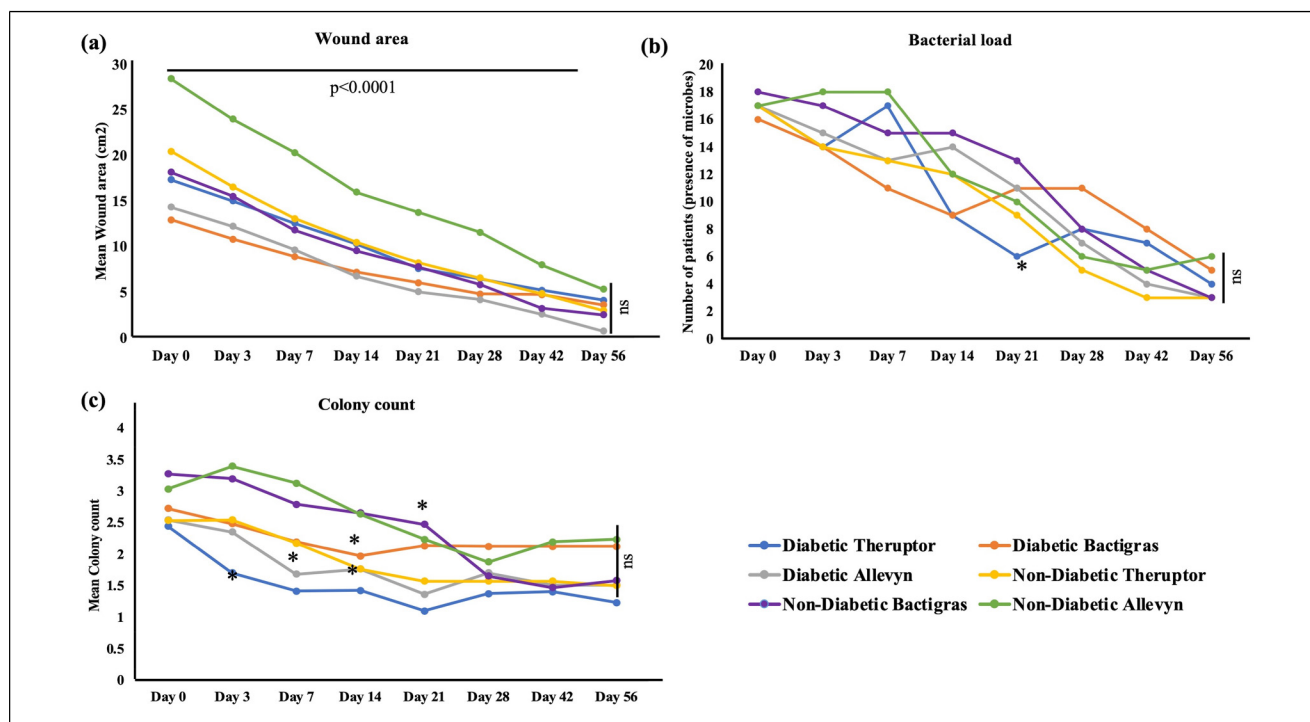 (a)
Wound area
30
25
20
15
10
5
0
Mean Wound area (cm2)
p<0.0001
ns
Day 0 Day 3 Day 7 Day 14 Day 21 Day 28 Day 42 Day 56
(b)
Bacterial load
20
18
16
14
12
10
8
6
4
2
0
Number of patients (presence of microbes)
*
ns
Day 0 Day 3 Day 7 Day 14 Day 21 Day 28 Day 42 Day 56
(c)
Colony count
4
3.5
3
2.5
2
1.5
1
0.5
0
Mean Colony count
*
*
*
*
*
ns
Day 0 Day 3 Day 7 Day 14 Day 21 Day 28 Day 42 Day 56
Diabetic Theruptor Diabetic Bactigras
Diabetic Allevyn Non-Diabetic Theruptor
Non-Diabetic Bactigras Non-Diabetic Allevyn